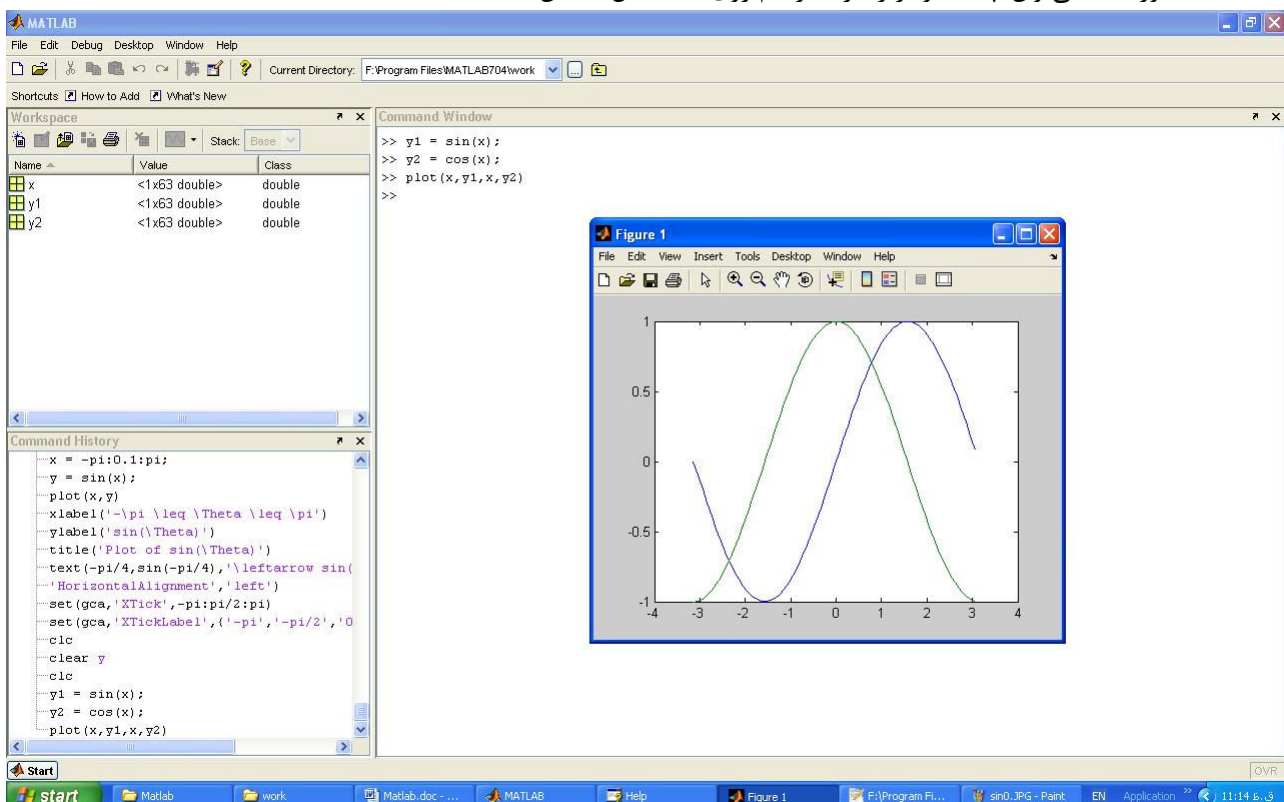 MATLAB
File Edit Debug Desktop Window Help
Current Directory: F:\Program Files\MATLAB704\work
Shortcuts How to Add What's New
Workspace
Stack: Base
Name Value Class
x <1x63 double> double
y1 <1x63 double> double
y2 <1x63 double> double
Command History
x = -pi:0.1:pi;
y = sin(x);
plot(x,y)
xlabel('-\pi \leq \Theta \leq \pi')
ylabel('sin(\Theta)')
title('Plot of sin(\Theta)')
text(-pi/4,sin(-pi/4),'\leftarrow sin(
'HorizontalAlignment','left')
set(gca,'XTick',-pi:pi/2:pi)
set(gca,'XTickLabel',{'-pi','-pi/2','0
clc
clear y
clc
y1 = sin(x);
y2 = cos(x);
plot(x,y1,x,y2)
Command Window
>> y1 = sin(x);
>> y2 = cos(x);
>> plot(x,y1,x,y2)
>>
Figure 1
File Edit View Insert Tools Desktop Window Help
1
0.5
0
-0.5
-1
-4 -3 -2 -1 0 1 2 3 4
Start
OVR
start Matlab work Matlab.doc - ... MATLAB Help Figure 1 F:\Program Fi... sin0.JPG - Paint EN Application » 11:14 ق.ظ